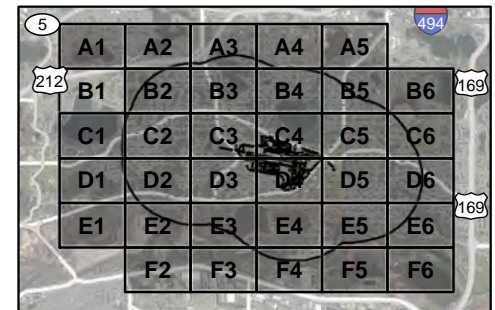 5 494
A1 A2 A3 A4 A5
212 B1 B2 B3 B4 B5 B6 169
C1 C2 C3 C4 C5 C6
D1 D2 D3 D4 D5 D6
169
E1 E2 E3 E4 E5 E6
F2 F3 F4 F5 F6